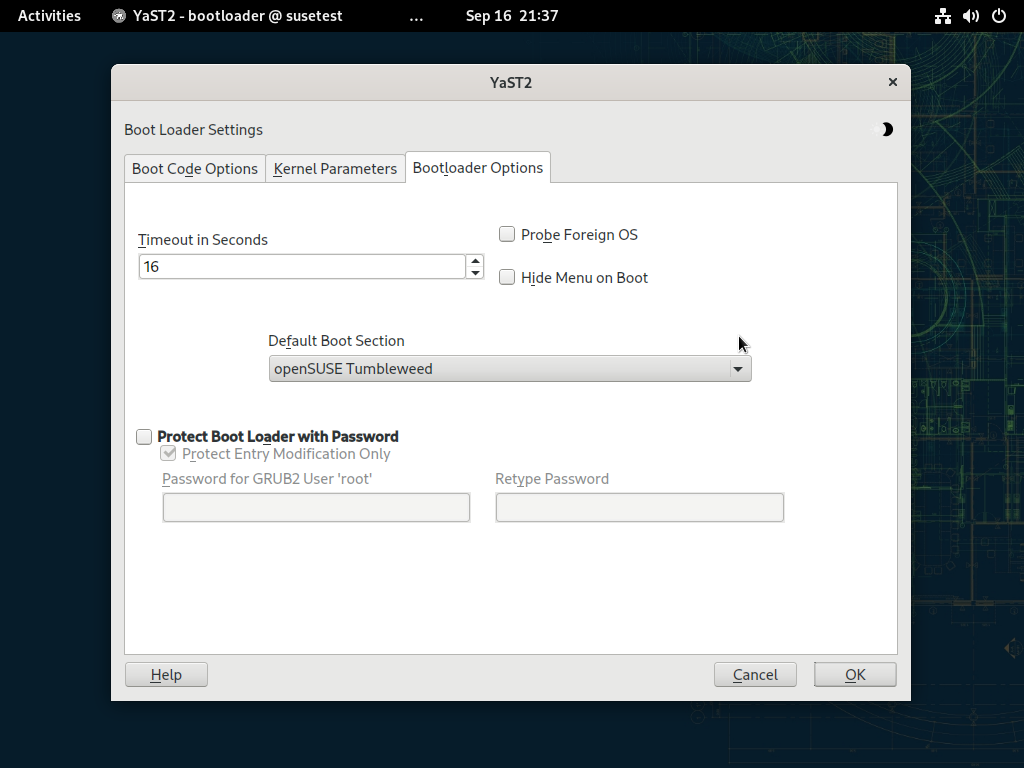 Activities YaST2 - bootloader @ susetest ... Sep 16 21:37
YaST2
Boot Loader Settings
Boot Code Options Kernel Parameters Bootloader Options
Timeout in Seconds
16
Probe Foreign OS
Hide Menu on Boot
Default Boot Section
openSUSE Tumbleweed
Protect Boot Loader with Password
Protect Entry Modification Only
Password for GRUB2 User 'root' Retype Password
Help Cancel OK